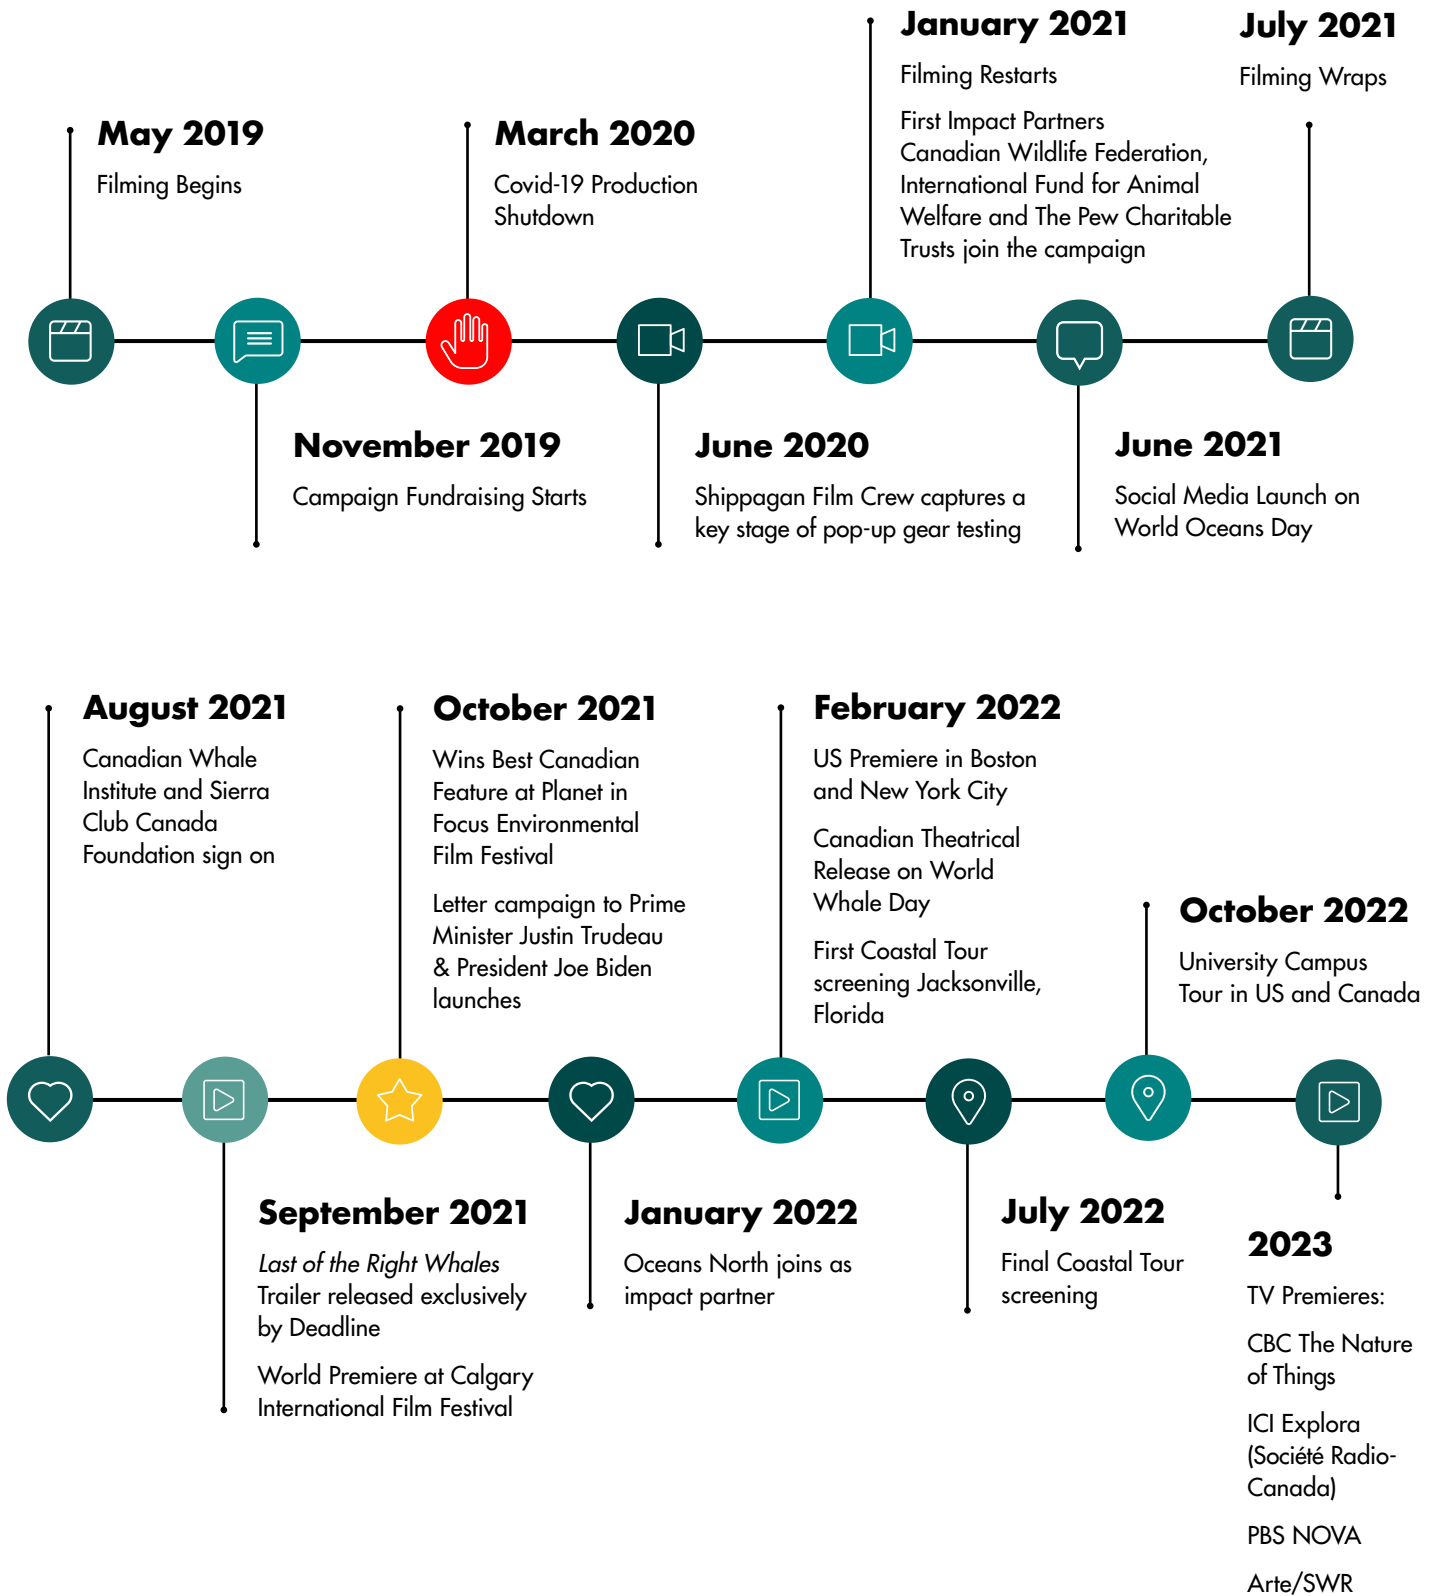 May 2019
Filming Begins
November 2019
Campaign Fundraising Starts
March 2020
Covid-19 Production
Shutdown
June 2020
Shippagan Film Crew captures a
key stage of pop-up gear testing
January 2021
Filming Restarts
First Impact Partners
Canadian Wildlife Federation,
International Fund for Animal
Welfare and The Pew Charitable
Trusts join the campaign
June 2021
Social Media Launch on
World Oceans Day
July 2021
Filming Wraps
August 2021
Canadian Whale
Institute and Sierra
Club Canada
Foundation sign on
September 2021
Last of the Right Whales
Trailer released exclusively
by Deadline
World Premiere at Calgary
International Film Festival
October 2021
Wins Best Canadian
Feature at Planet in
Focus Environmental
Film Festival
Letter campaign to Prime
Minister Justin Trudeau
& President Joe Biden
launches
January 2022
Oceans North joins as
impact partner
February 2022
US Premiere in Boston
and New York City
Canadian Theatrical
Release on World
Whale Day
First Coastal Tour
screening Jacksonville,
Florida
July 2022
Final Coastal Tour
screening
October 2022
University Campus
Tour in US and Canada
2023
TV Premieres:
CBC The Nature
of Things
ICI Explora
(Société Radio-
Canada)
PBS NOVA
Arte/SWR